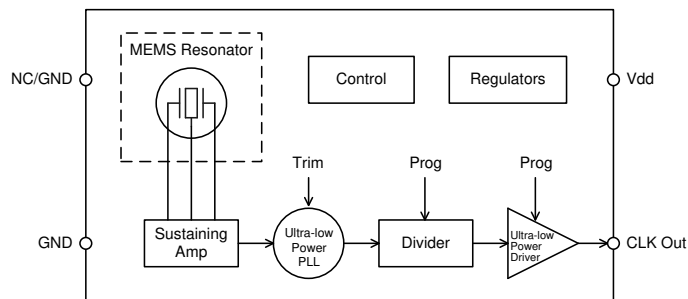 MEMS Resonator
NC/GND
Control
Regulators
Vdd
Trim
Prog
Prog
GND
Sustaining
Amp
Ultra-low
Power
PLL
Divider
Ultra-low
Power
Driver
CLK Out